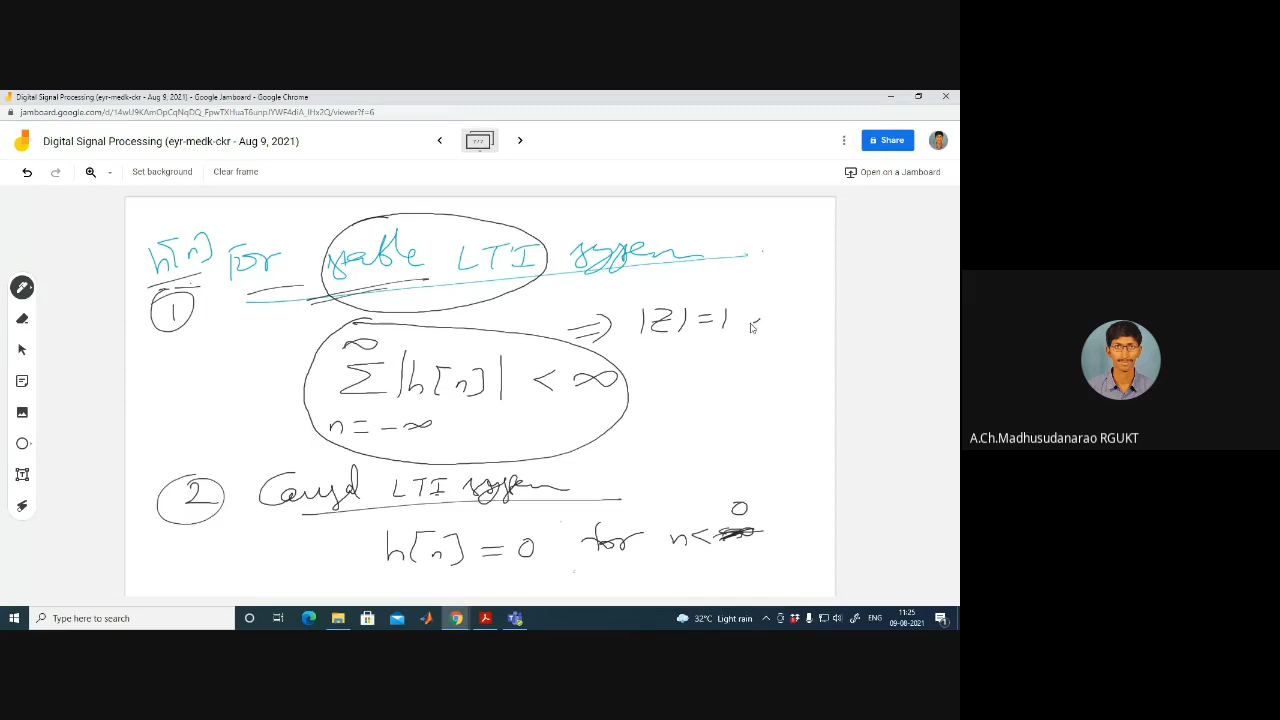 Digital Signal Processing (eyr-medk-ckr - Aug 9, 2021) - Google Jamboard - Google Chrome
Digital Signal Processing (eyr-medk-ckr - Aug 9, 2021)
Share
Set background
Clear frame
Open on a Jamboard
h[n] for stable LTI system
①
⇒ |z| = 1
∞
Σ |h[n]| < ∞
n = -∞
② Causal LTI system
h[n] = 0 for n < 0
A.Ch.Madhusudanarao RGUKT
Type here to search
32°C Light rain
ENG
11:25
09-08-2021